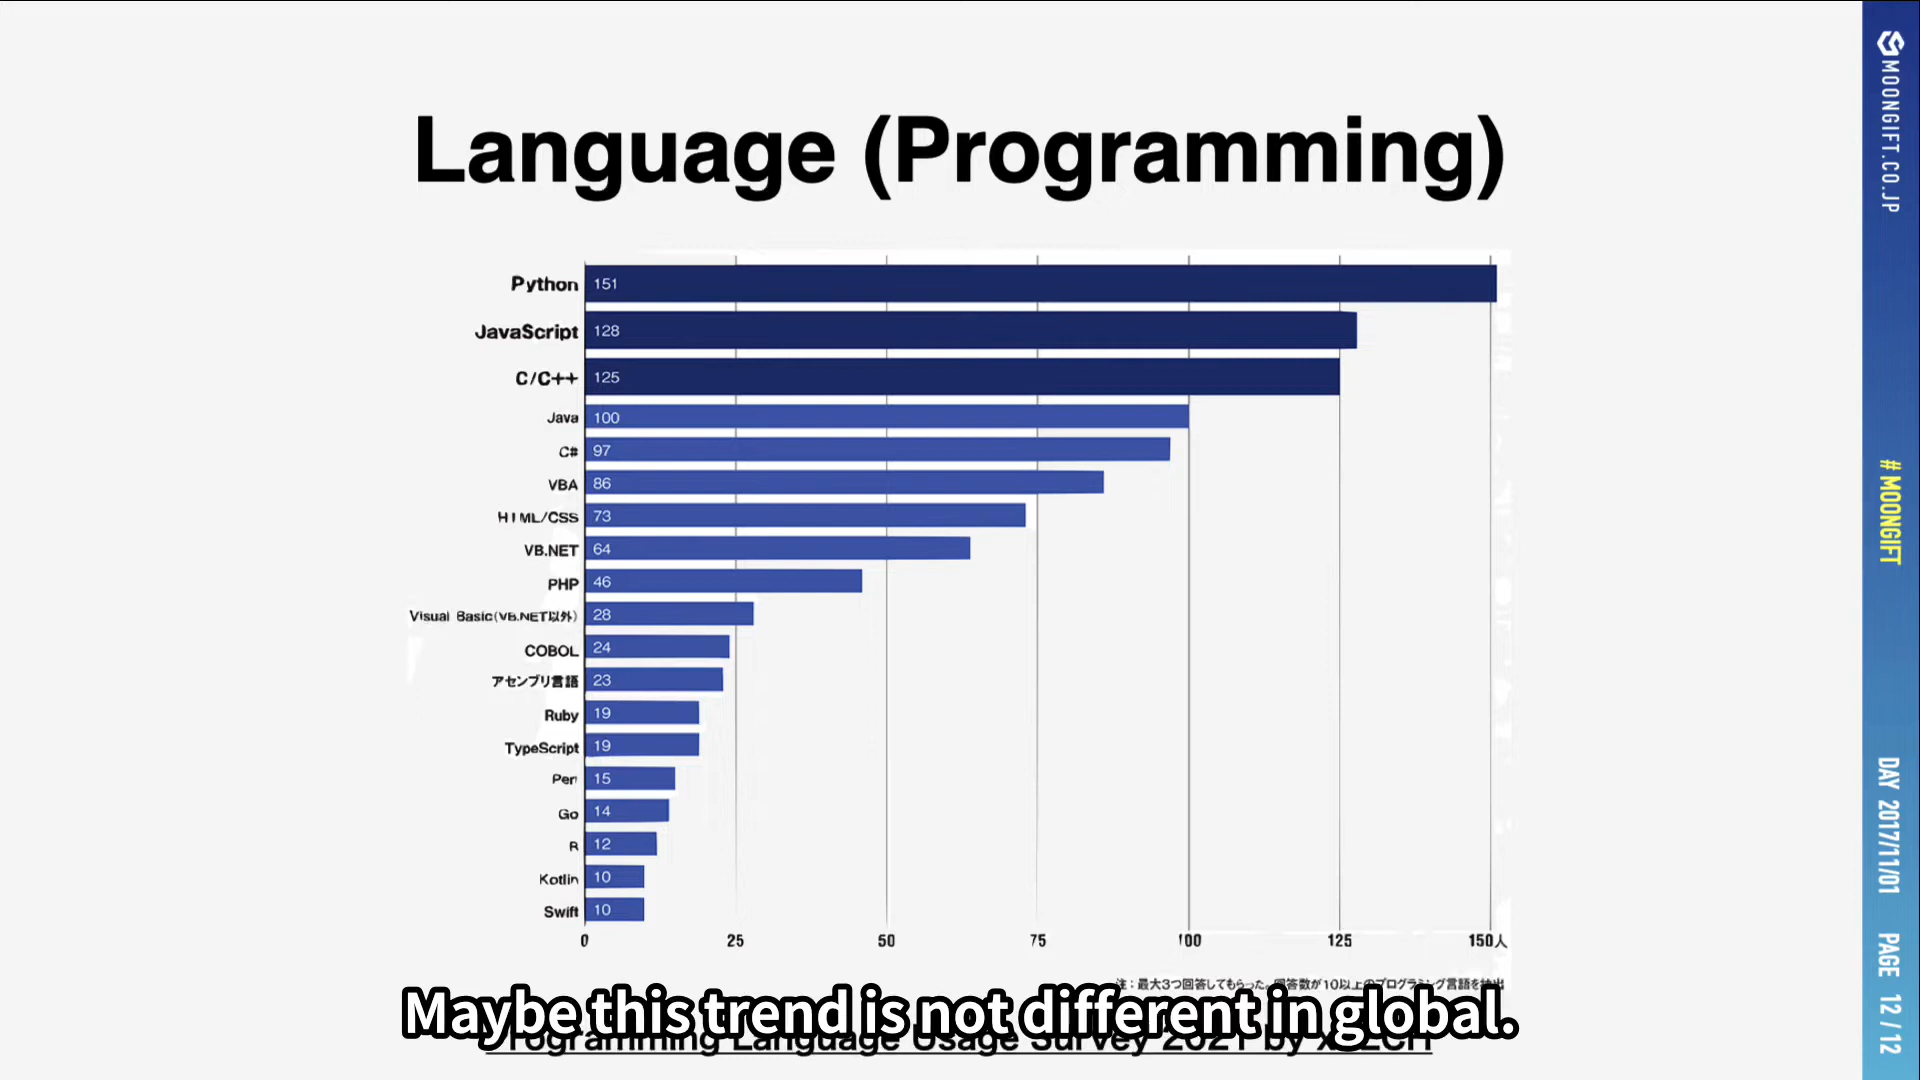 Language (Programming)
Python 151
JavaScript 128
C/C++ 125
Java 100
C# 97
VBA 86
HTML/CSS 73
VB.NET 64
PHP 46
Visual Basic(VB.NET以外) 28
COBOL 24
アセンブリ言語 23
Ruby 19
TypeScript 19
Perl 15
Go 14
R 12
Kotlin 10
Swift 10
0 25 50 75 100 125 150人
注：最大3つ回答してもらった。回答数が10以上のプログラミング言語を抽出
Maybe this trend is not different in global.
Programming Language Usage Survey 2021 by
MOONGIFT.CO.JP
# MOONGIFT
DAY 2017/11/01 PAGE 12 / 12